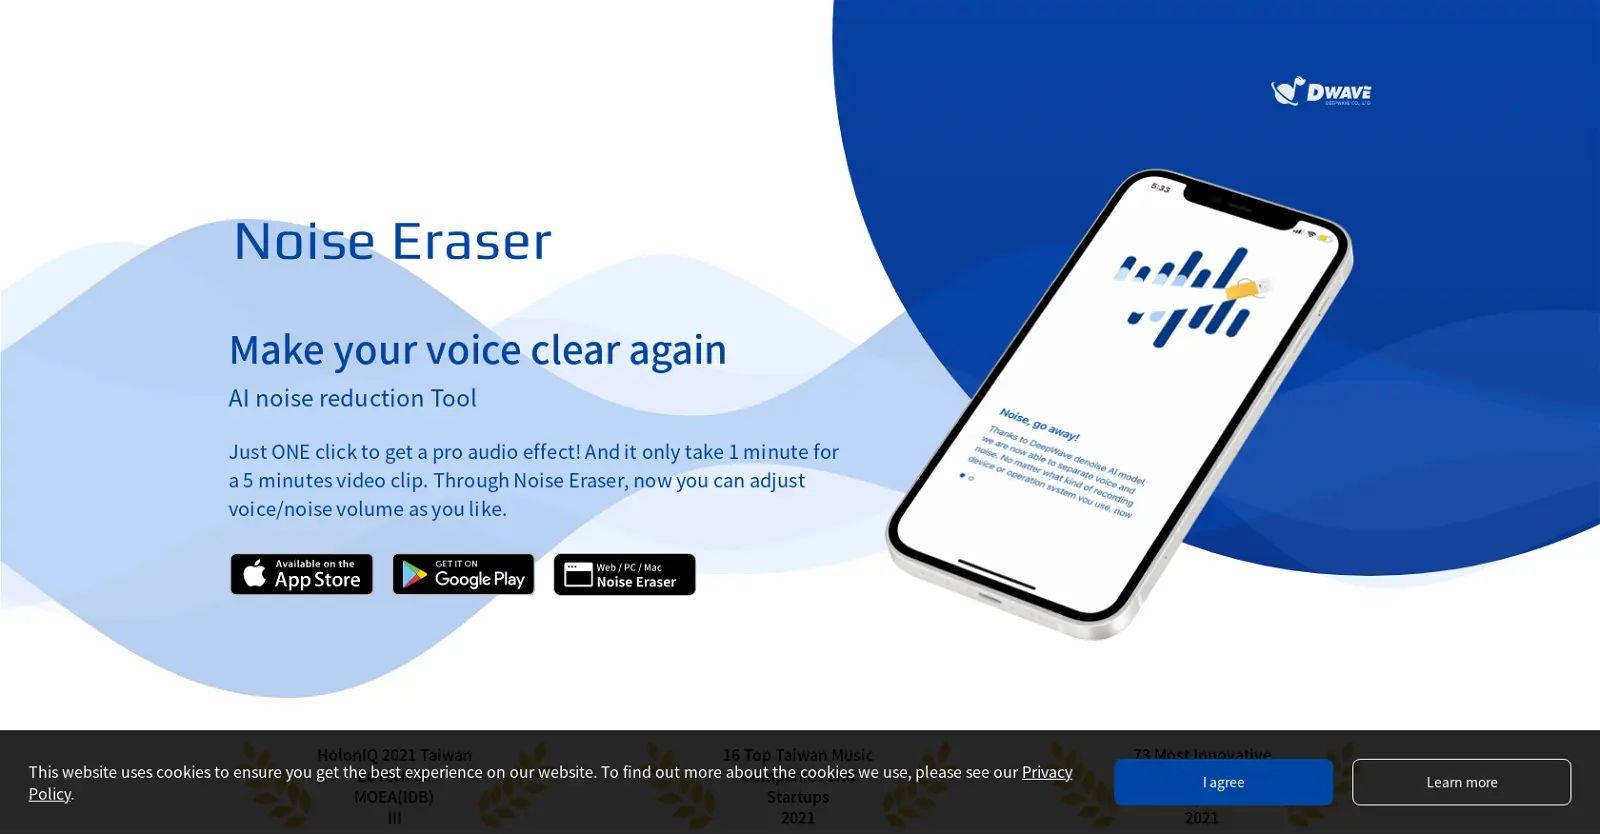 DWAVE
DEEPWAVE CO., LTD
5:33
Noise Eraser
Make your voice clear again
AI noise reduction Tool
Just ONE click to get a pro audio effect! And it only take 1 minute for
a 5 minutes video clip. Through Noise Eraser, now you can adjust
voice/noise volume as you like.
Available on the
App Store
GET IT ON
Google Play
Web / PC / Mac
Noise Eraser
Noise, go away!
Thanks to DeepWave denoise AI model,
we are now able to separate voice and
noise. No matter what kind of recording
device or operation system you use, now
HolonIQ 2021 Taiwan
MOEA(IDB)
III
16 Top Taiwan Music
Companies and
Startups
2021
73 Most Innovative
2021
This website uses cookies to ensure you get the best experience on our website. To find out more about the cookies we use, please see our Privacy
Policy.
I agree
Learn more